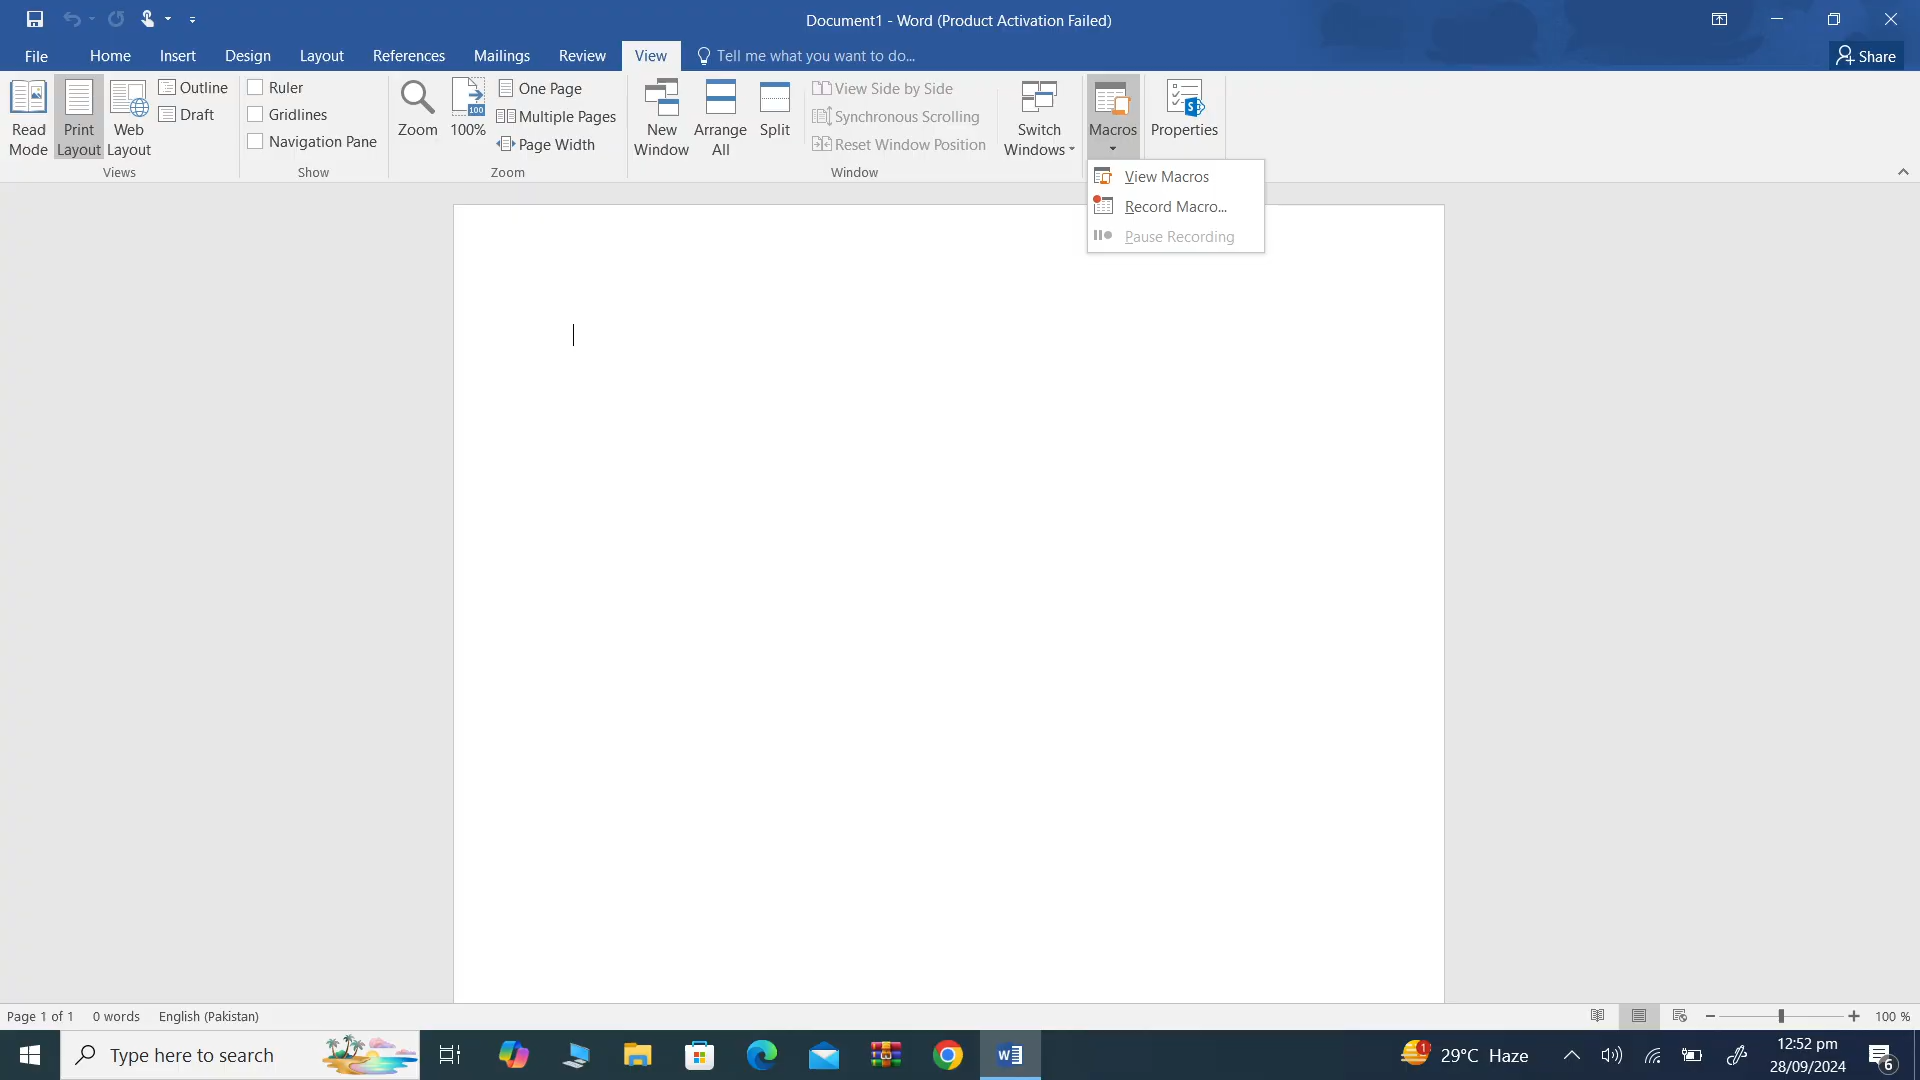 Document1 - Word (Product Activation Failed)
File Home Insert Design Layout References Mailings Review View Tell me what you want to do... Share
Read Mode
Print Layout
Web Layout
Outline
Draft
Views
Ruler
Gridlines
Navigation Pane
Show
Zoom
100
100%
One Page
Multiple Pages
Page Width
Zoom
New Window
Arrange All
Split
View Side by Side
Synchronous Scrolling
Reset Window Position
Switch Windows
Window
Macros
Properties
View Macros
Record Macro...
Pause Recording
Page 1 of 1 0 words English (Pakistan) 100 %
Type here to search
1
29°C Haze
12:52 pm
28/09/2024
6